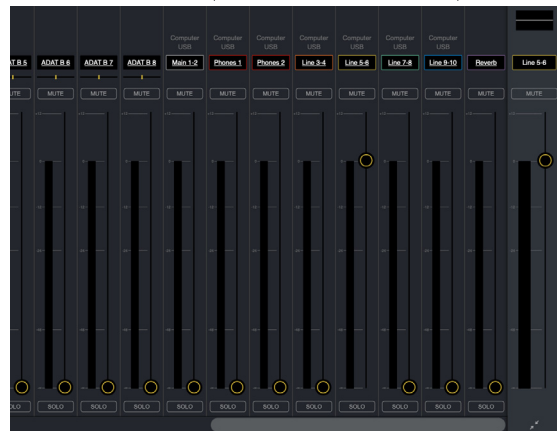 Computer Computer Computer Computer Computer Computer Computer
USB USB USB USB USB USB USB
AT B 5 ADAT B 6 ADAT B 7 ADAT B 8 Main 1-2 Phones 1 Phones 2 Line 3-4 Line 5-6 Line 7-8 Line 9-10 Reverb Line 5-6
UTE MUTE MUTE MUTE MUTE MUTE MUTE MUTE MUTE MUTE MUTE MUTE MUTE
OLO SOLO SOLO SOLO SOLO SOLO SOLO SOLO SOLO SOLO SOLO SOLO